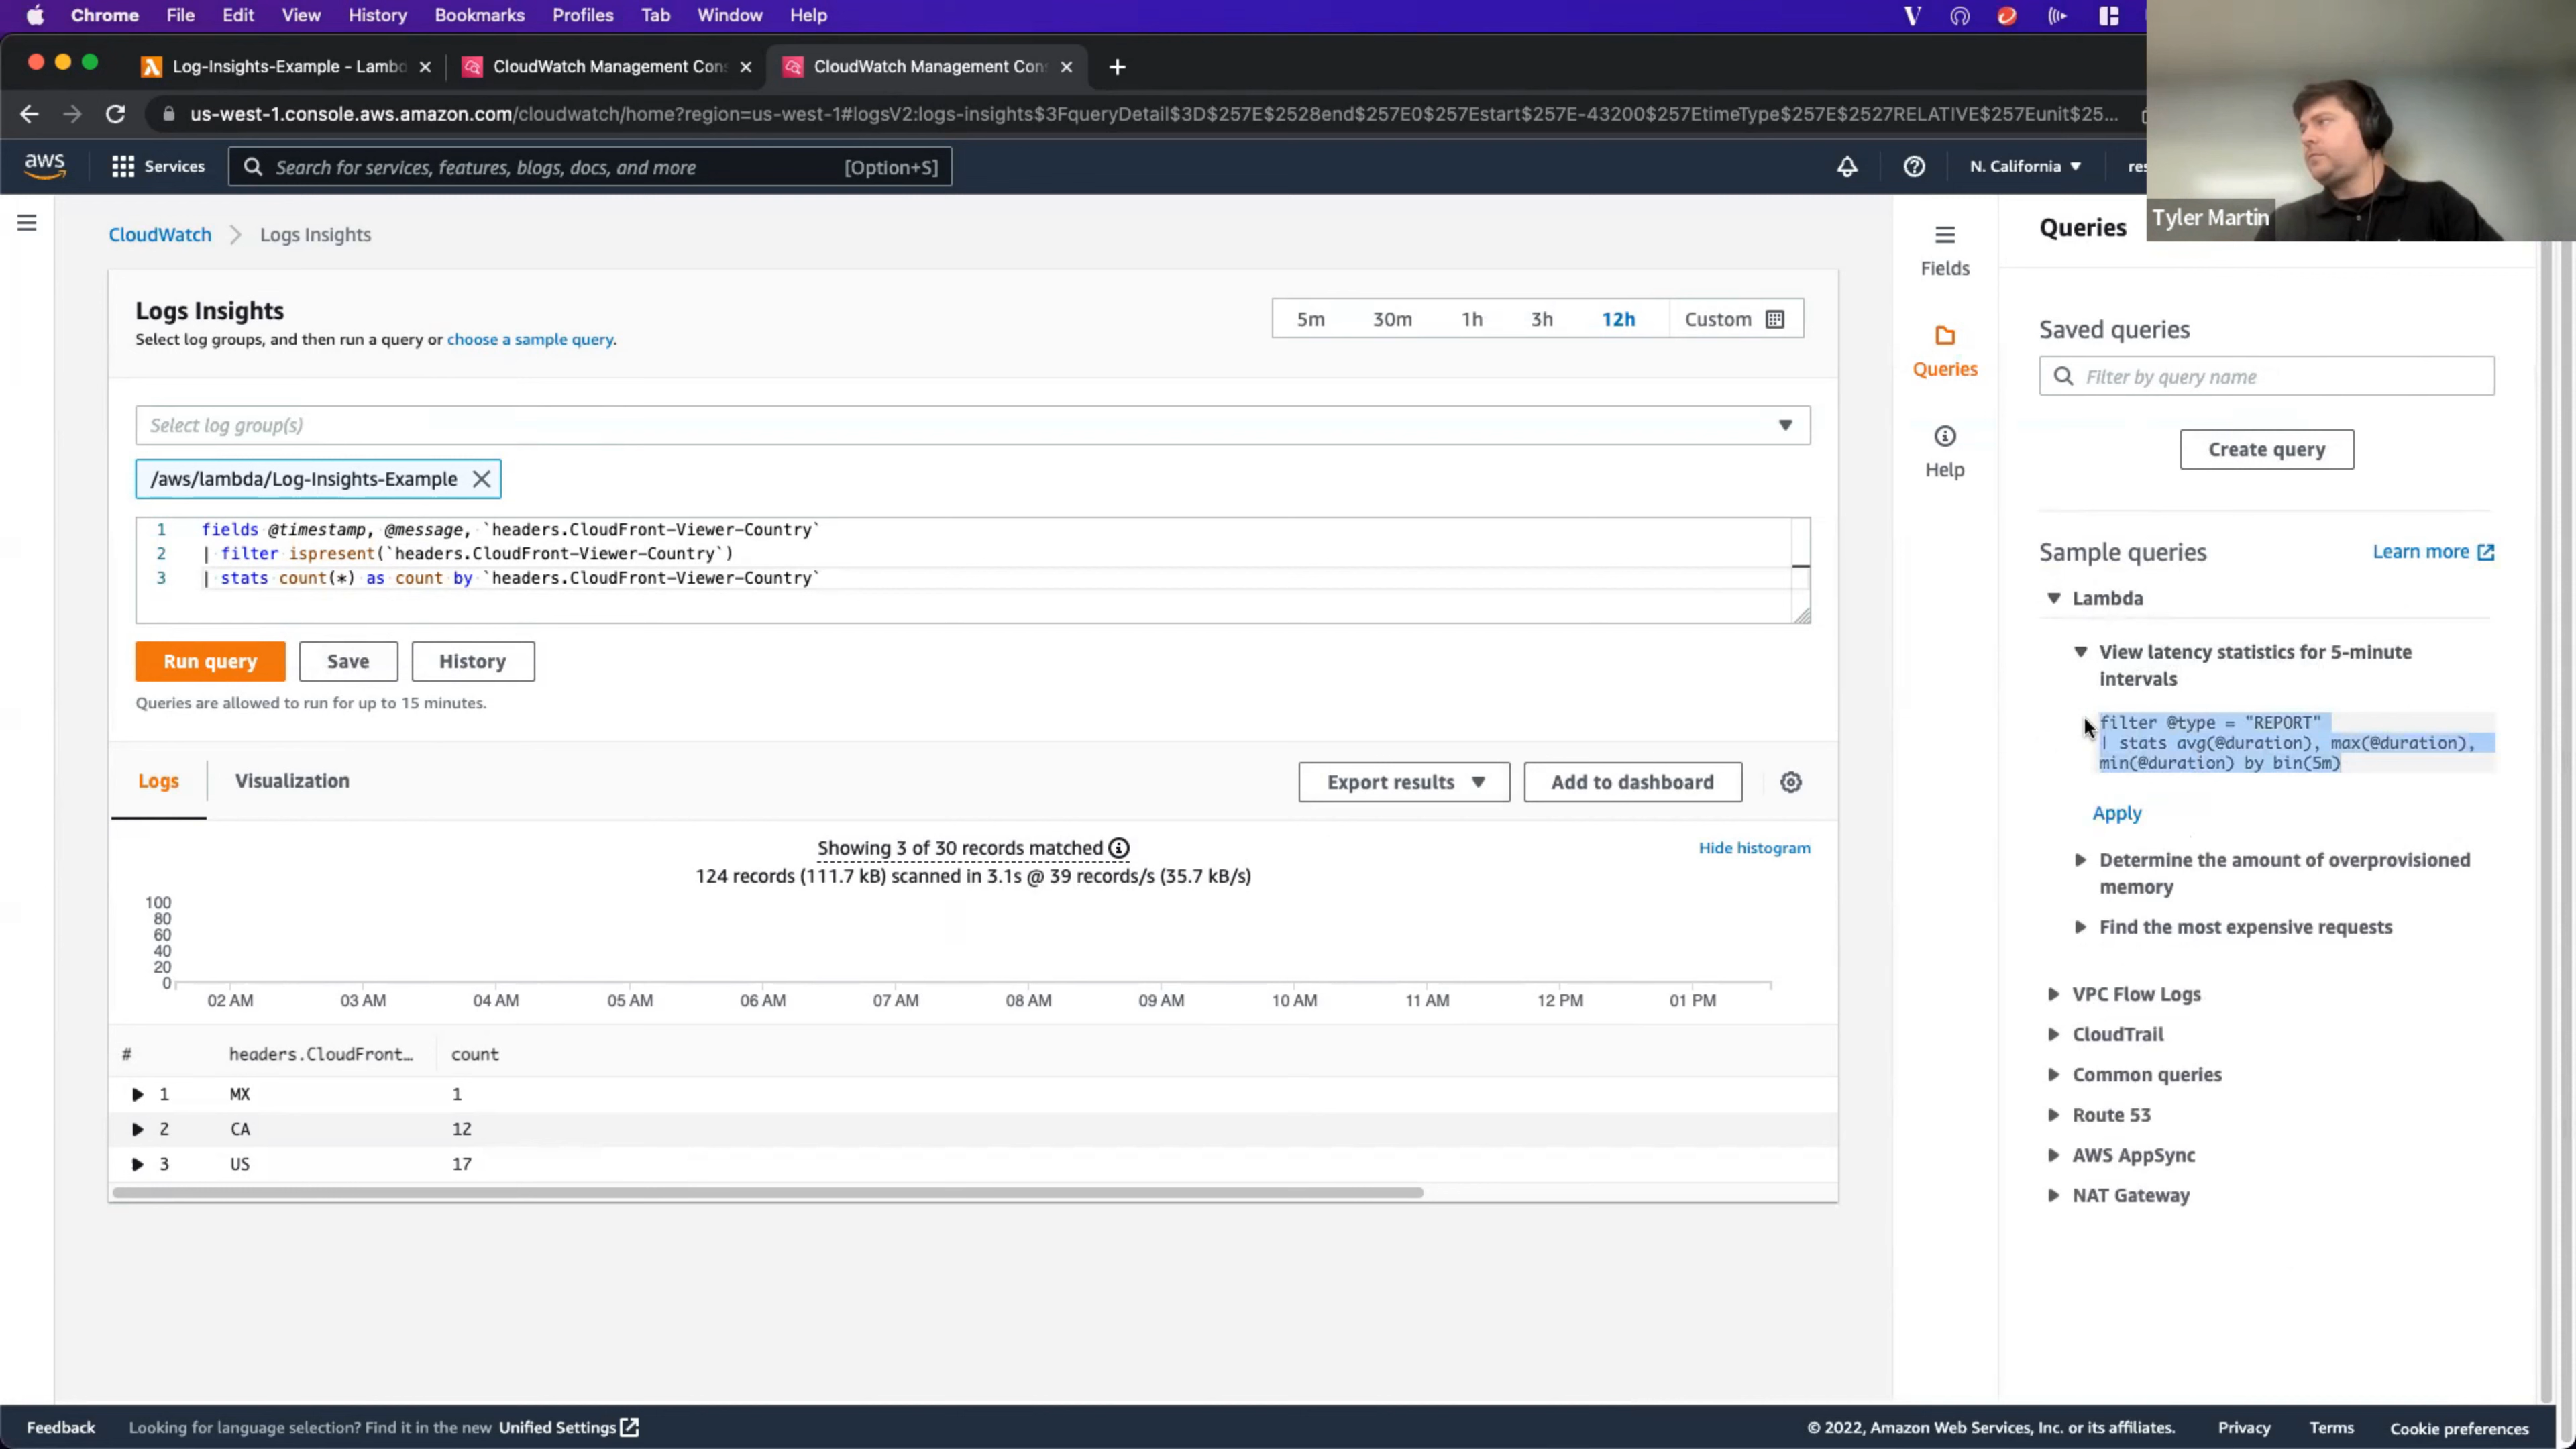 Chrome File Edit View History Bookmarks Profiles Tab Window Help
Log-Insights-Example - Lambd
CloudWatch Management Con
CloudWatch Management Con
us-west-1.console.aws.amazon.com/cloudwatch/home?region=us-west-1#logsV2:logs-insights$3FqueryDetail$3D$257E$2528end$257E0$257Estart$257E-43200$257EtimeType$257E$2527RELATIVE$257Eunit$25...
aws
Services
Search for services, features, blogs, docs, and more
[Option+S]
N. California
res
Tyler Martin
CloudWatch
Logs Insights
Logs Insights
Select log groups, and then run a query or choose a sample query.
5m 30m 1h 3h 12h Custom
Select log group(s)
/aws/lambda/Log-Insights-Example
1 fields @timestamp, @message, `headers.CloudFront-Viewer-Country`
2 | filter ispresent(`headers.CloudFront-Viewer-Country`)
3 | stats count(*) as count by `headers.CloudFront-Viewer-Country`
Run query
Save
History
Queries are allowed to run for up to 15 minutes.
Logs
Visualization
Export results
Add to dashboard
Showing 3 of 30 records matched
124 records (111.7 kB) scanned in 3.1s @ 39 records/s (35.7 kB/s)
Hide histogram
100
80
60
40
20
0
02 AM 03 AM 04 AM 05 AM 06 AM 07 AM 08 AM 09 AM 10 AM 11 AM 12 PM 01 PM
# headers.CloudFront... count
1 MX 1
2 CA 12
3 US 17
Fields
Queries
Help
Queries
Saved queries
Filter by query name
Create query
Sample queries
Learn more
Lambda
View latency statistics for 5-minute
intervals
filter @type = "REPORT"
| stats avg(@duration), max(@duration),
min(@duration) by bin(5m)
Apply
Determine the amount of overprovisioned
memory
Find the most expensive requests
VPC Flow Logs
CloudTrail
Common queries
Route 53
AWS AppSync
NAT Gateway
Feedback
Looking for language selection? Find it in the new Unified Settings
© 2022, Amazon Web Services, Inc. or its affiliates.
Privacy
Terms
Cookie preferences